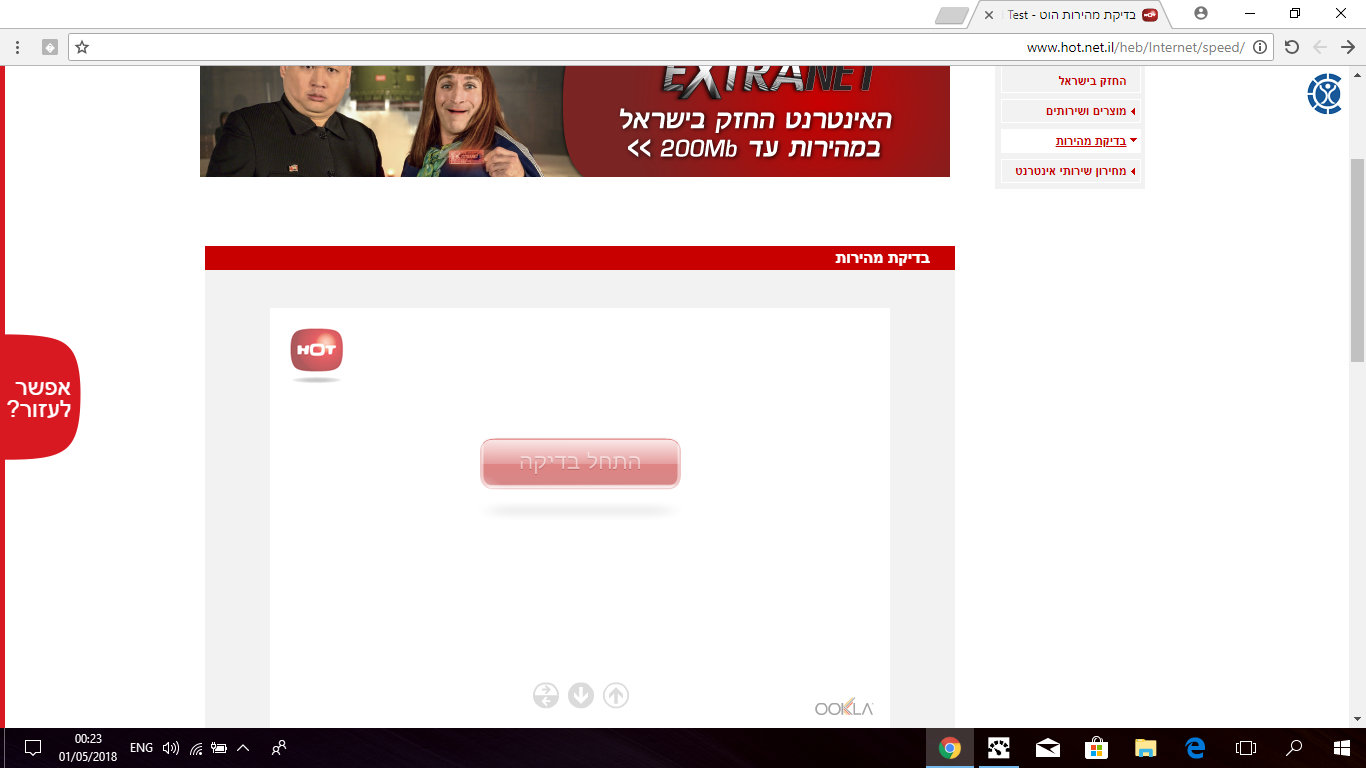 בדיקת מהירות הוט - Test
www.hot.net.il/heb/Internet/speed/
EXTRANET
האינטרנט החזק בישראל
במהירות עד 200Mb >>
החזק בישראל
מוצרים ושירותים
בדיקת מהירות
מחירון שירותי אינטרנט
בדיקת מהירות
HOT
אפשר
לעזור?
התחל בדיקה
OOKLA
00:23
ENG
01/05/2018